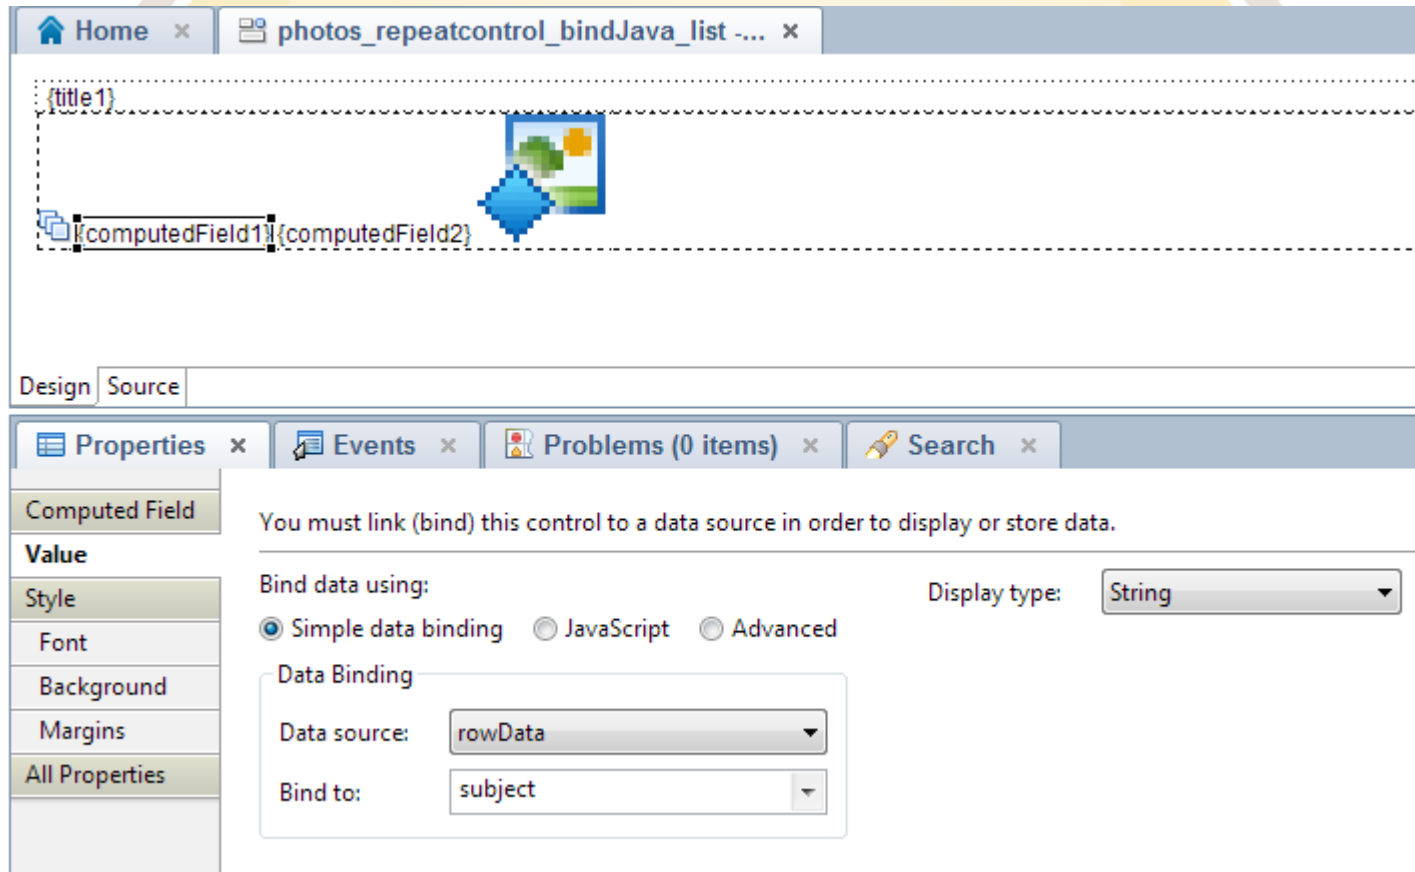 Home × photos_repeatcontrol_bindJava_list -... ×
{title1}
{computedField1} {computedField2}
Design Source
Properties × Events × Problems (0 items) × Search ×
Computed Field
Value
Style
Font
Background
Margins
All Properties
You must link (bind) this control to a data source in order to display or store data.
Bind data using:
Display type: String
Simple data binding JavaScript Advanced
Data Binding
Data source: rowData
Bind to: subject